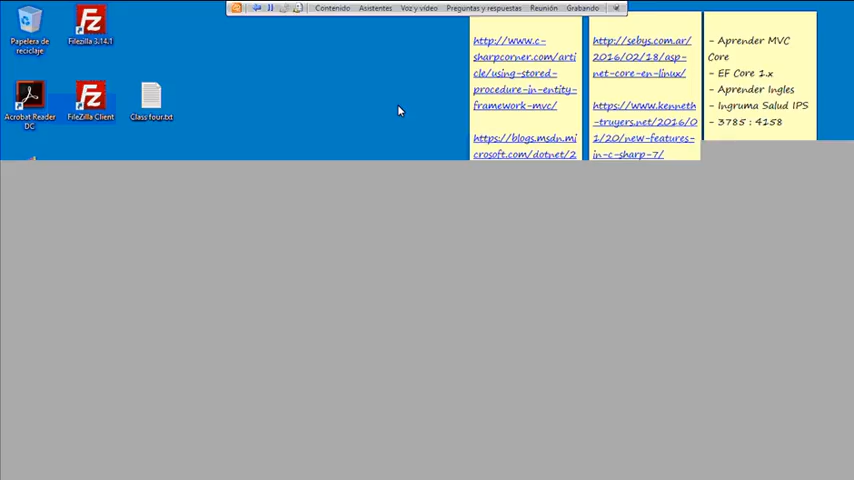 Contenido Asistentes Voz y vídeo Preguntas y respuestas Reunión Grabando
Papelera de
reciclaje
Filezilla 3.14.1
Acrobat Reader
DC
FileZilla Client
Class four.txt
http://www.c-
sharpcorner.com/arti
cle/using-stored-
procedure-in-entity-
framework-mvc/
https://blogs.msdn.mi
crosoft.com/dotnet/2
http://sebys.com.ar/
2016/02/18/asp-
net-core-en-linux/
https://www.kenneth
-truyers.net/2016/0
1/20/new-features-
in-c-sharp-7/
- Aprender MVC
Core
- EF Core 1.x
- Aprender Ingles
- Ingruma Salud IPS
- 3785 : 4158